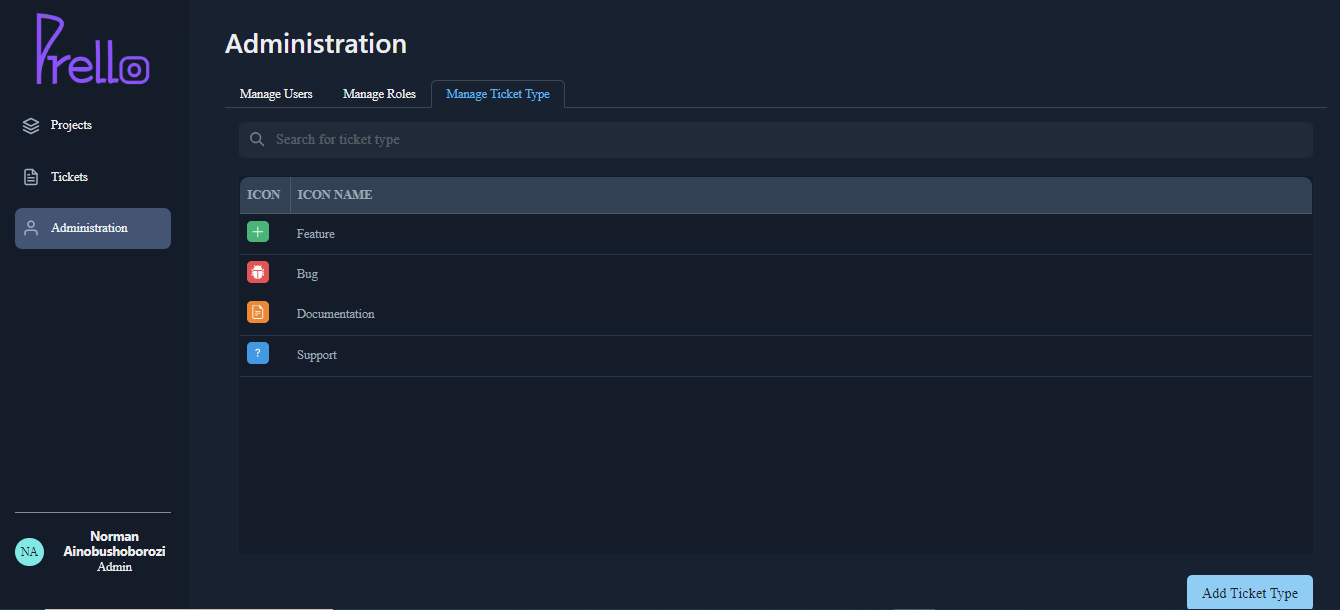 Prello
Administration
Manage Users
Manage Roles
Manage Ticket Type
Projects
Tickets
Administration
Search for ticket type
ICON
ICON NAME
Feature
Bug
Documentation
?
Support
NA
Norman
Ainobushoborozi
Admin
Add Ticket Type